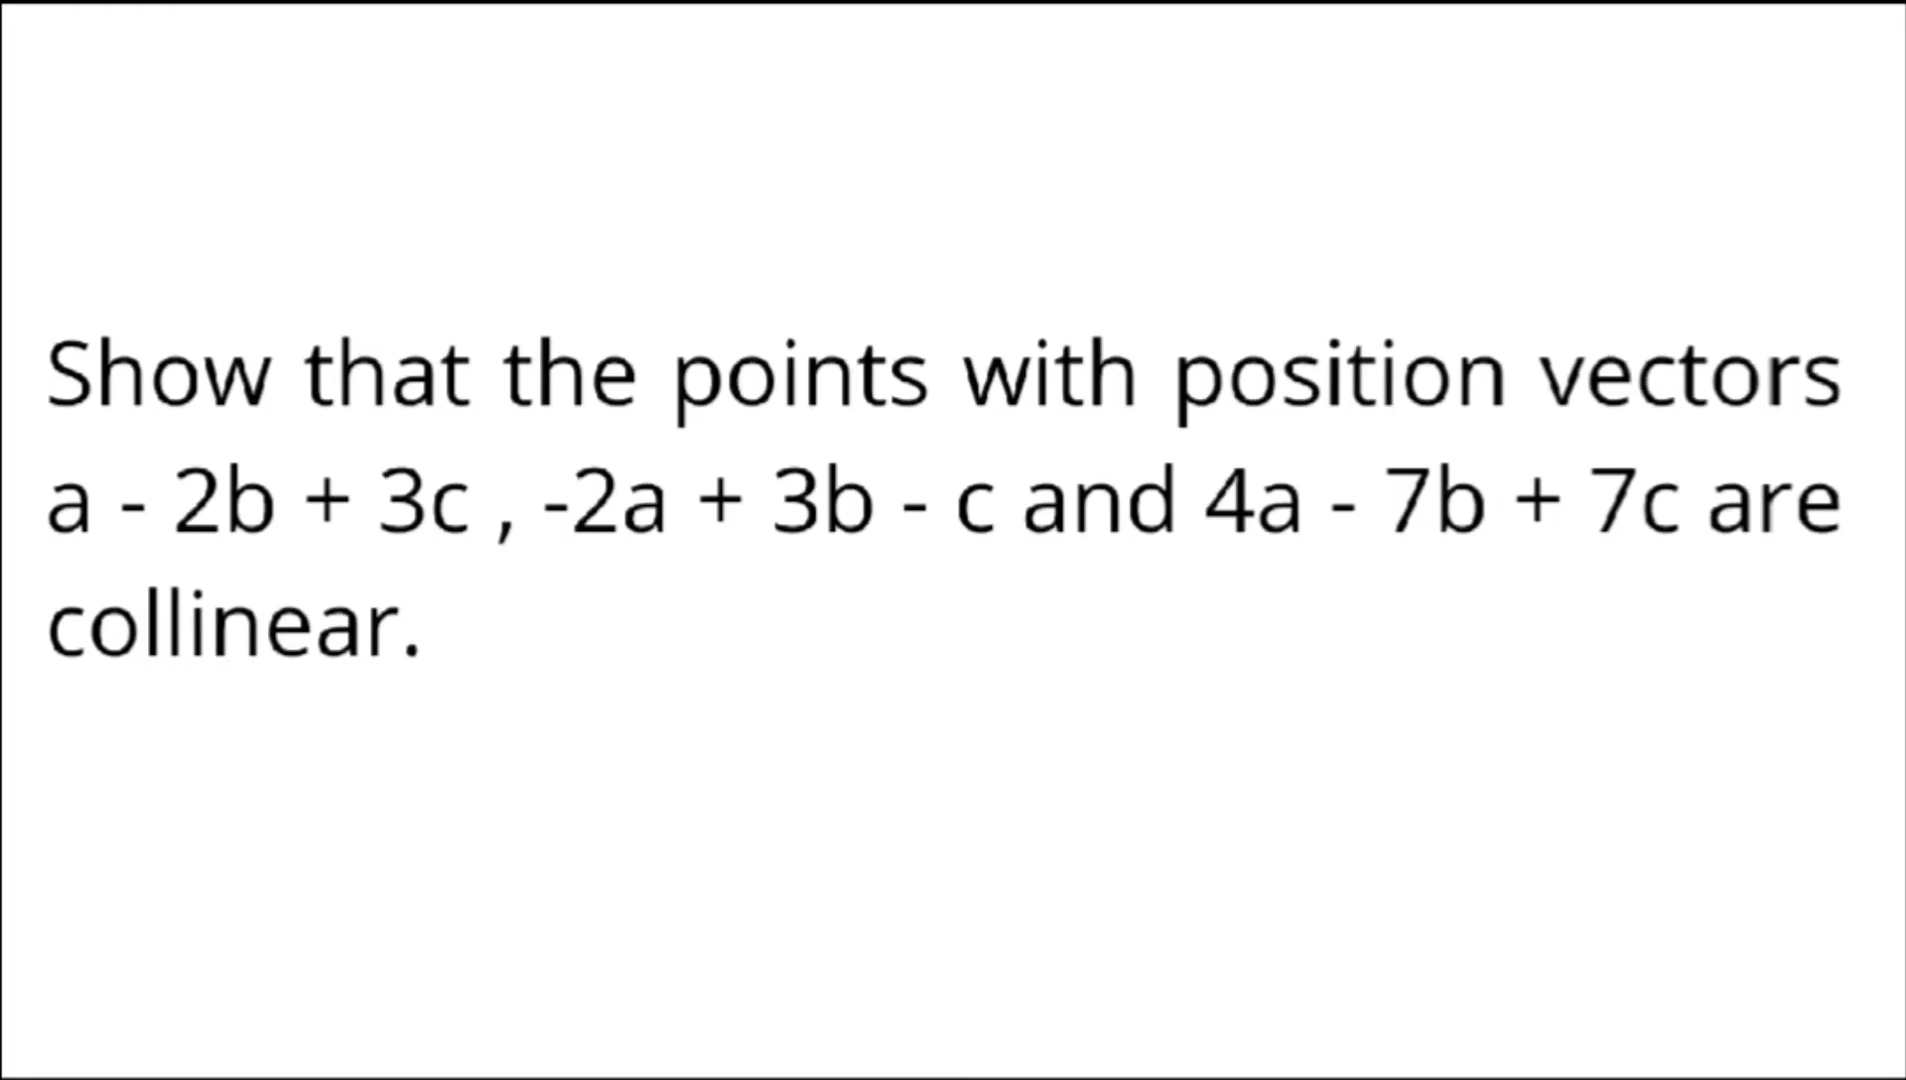 Show that the points with position vectors
a - 2b + 3c , -2a + 3b - c and 4a - 7b + 7c are
collinear.